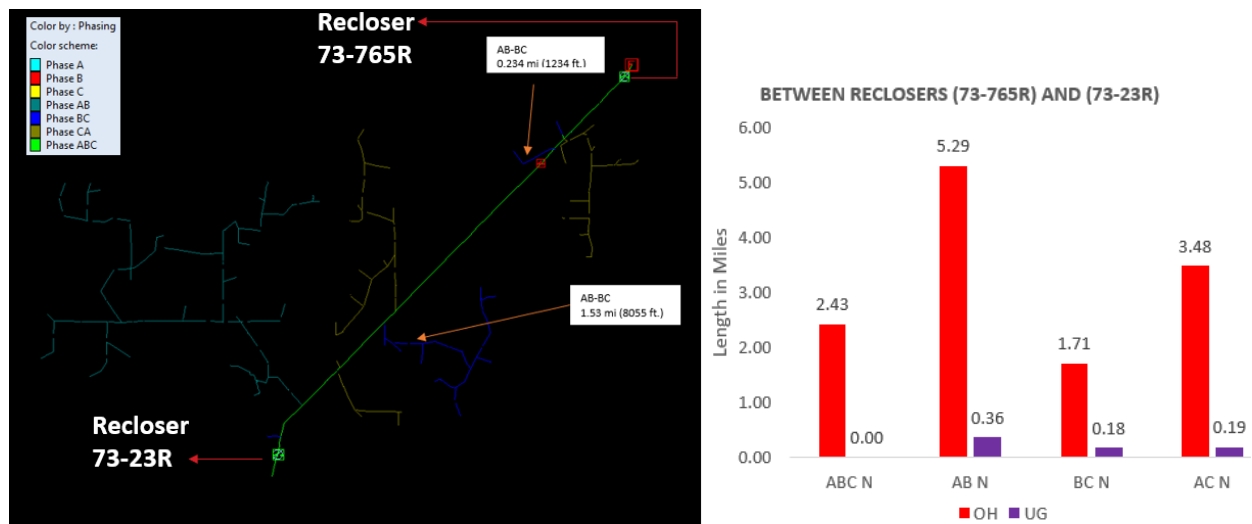 Color by : Phasing
Color scheme:
Phase A
Phase B
Phase C
Phase AB
Phase BC
Phase CA
Phase ABC
Recloser
73-765R
AB-BC
0.234 mi (1234 ft.)
AB-BC
1.53 mi (8055 ft.)
Recloser
73-23R
BETWEEN RECLOSERS (73-765R) AND (73-23R)
Length in Miles
6.00
5.00
4.00
3.00
2.00
1.00
0.00
2.43
0.00
5.29
0.36
1.71
0.18
3.48
0.19
ABC N
AB N
BC N
AC N
OH
UG